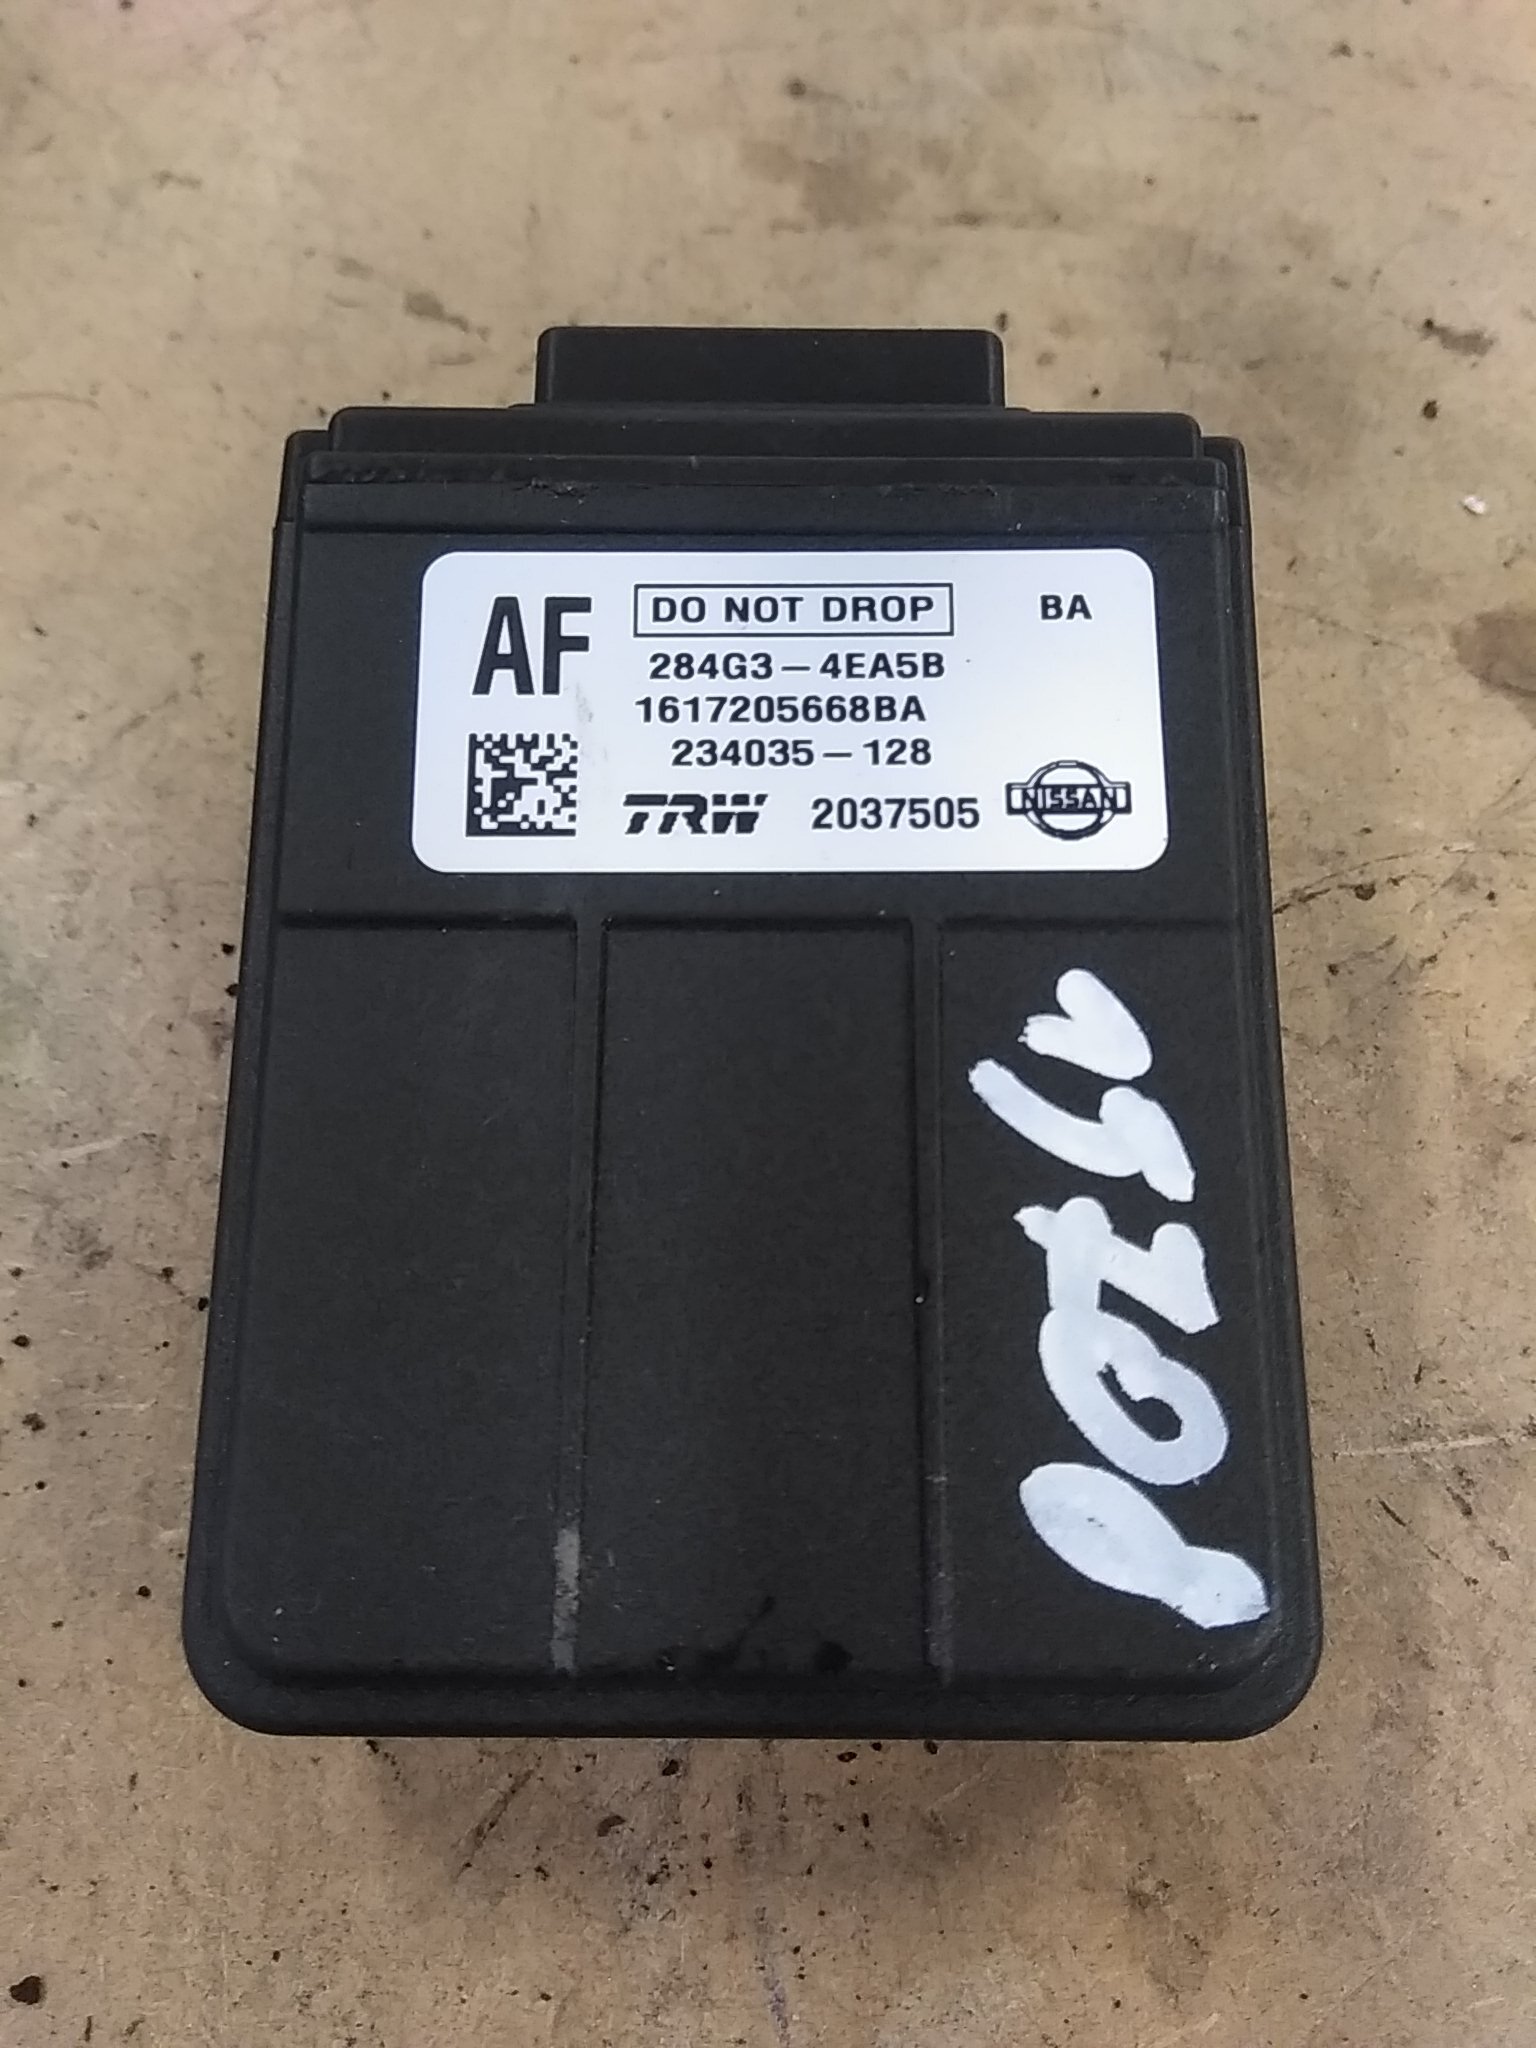 AF
DO NOT DROP
BA
284G3-4EA5B
1617205668BA
234035-128
TRW
2037505
NISSAN